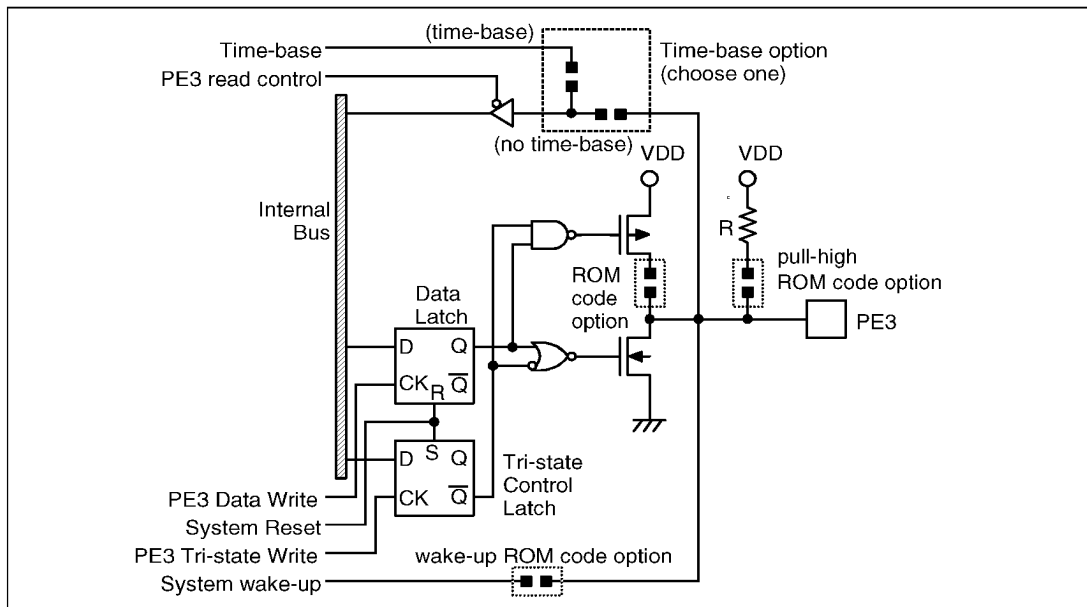 (time-base)
Time-base
Time-base option
(choose one)
PE3 read control
(no time-base)
VDD
VDD
Internal
Bus
R
pull-high
ROM code option
ROM
code
option
Data
Latch
PE3
D
Q
CK
R
Q
S
D
Q
CK
Q
Tri-state
Control
Latch
PE3 Data Write
System Reset
PE3 Tri-state Write
wake-up ROM code option
System wake-up